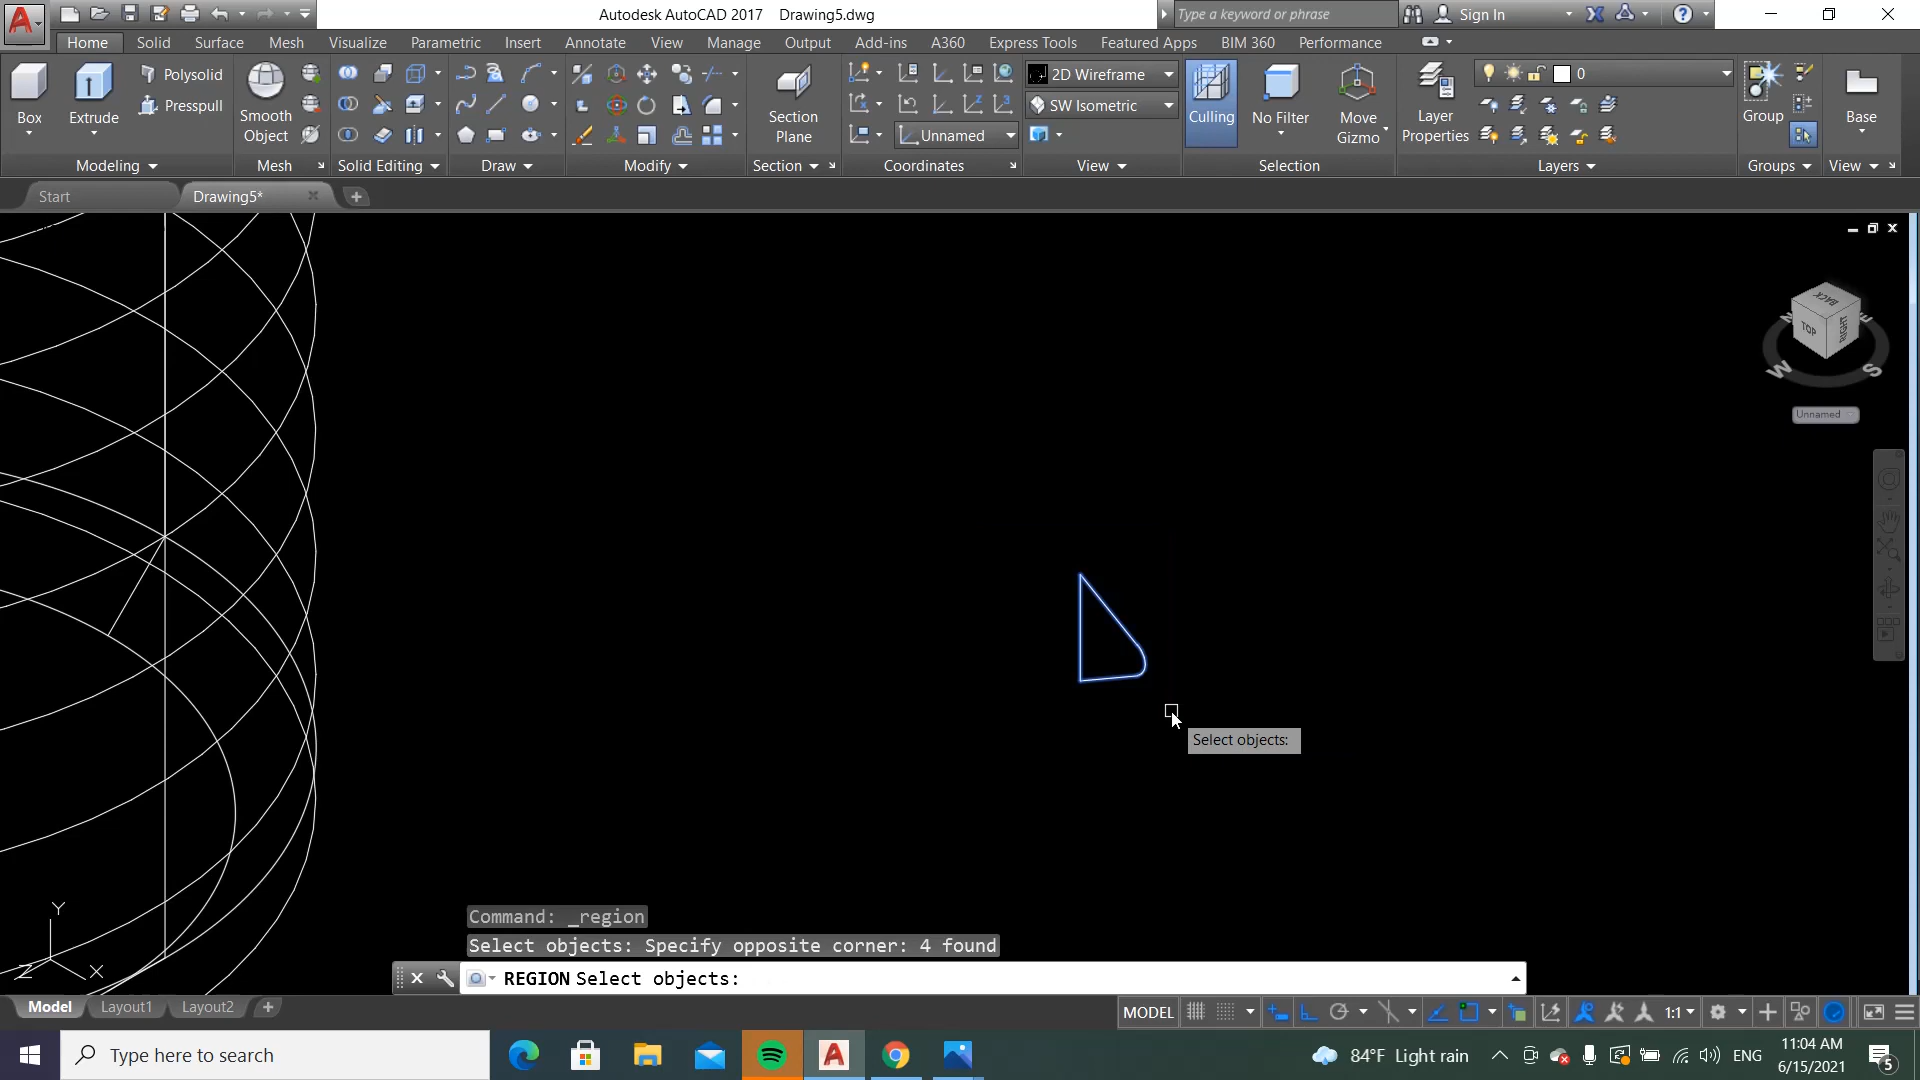 Autodesk AutoCAD 2017 Drawing5.dwg
Type a keyword or phrase
Sign In
Home Solid Surface Mesh Visualize Parametric Insert Annotate View Manage Output Add-ins A360 Express Tools Featured Apps BIM 360 Performance
Box
Extrude
Polysolid
Presspull
Smooth
Object
Section
Plane
Unnamed
2D Wireframe
SW Isometric
Culling
No Filter
Move
Gizmo
Layer
Properties
0
Group
Base
Modeling Mesh Solid Editing Draw Modify Section Coordinates View Selection Layers Groups View
Start Drawing5*
BACK
TOP
RIGHT
N
E
W
S
Unnamed
Select objects:
Y
Z
X
Command: _region
Select objects: Specify opposite corner: 4 found
REGION Select objects:
Model Layout1 Layout2
MODEL
1:1
Type here to search
84°F Light rain
ENG
11:04 AM
6/15/2021
5